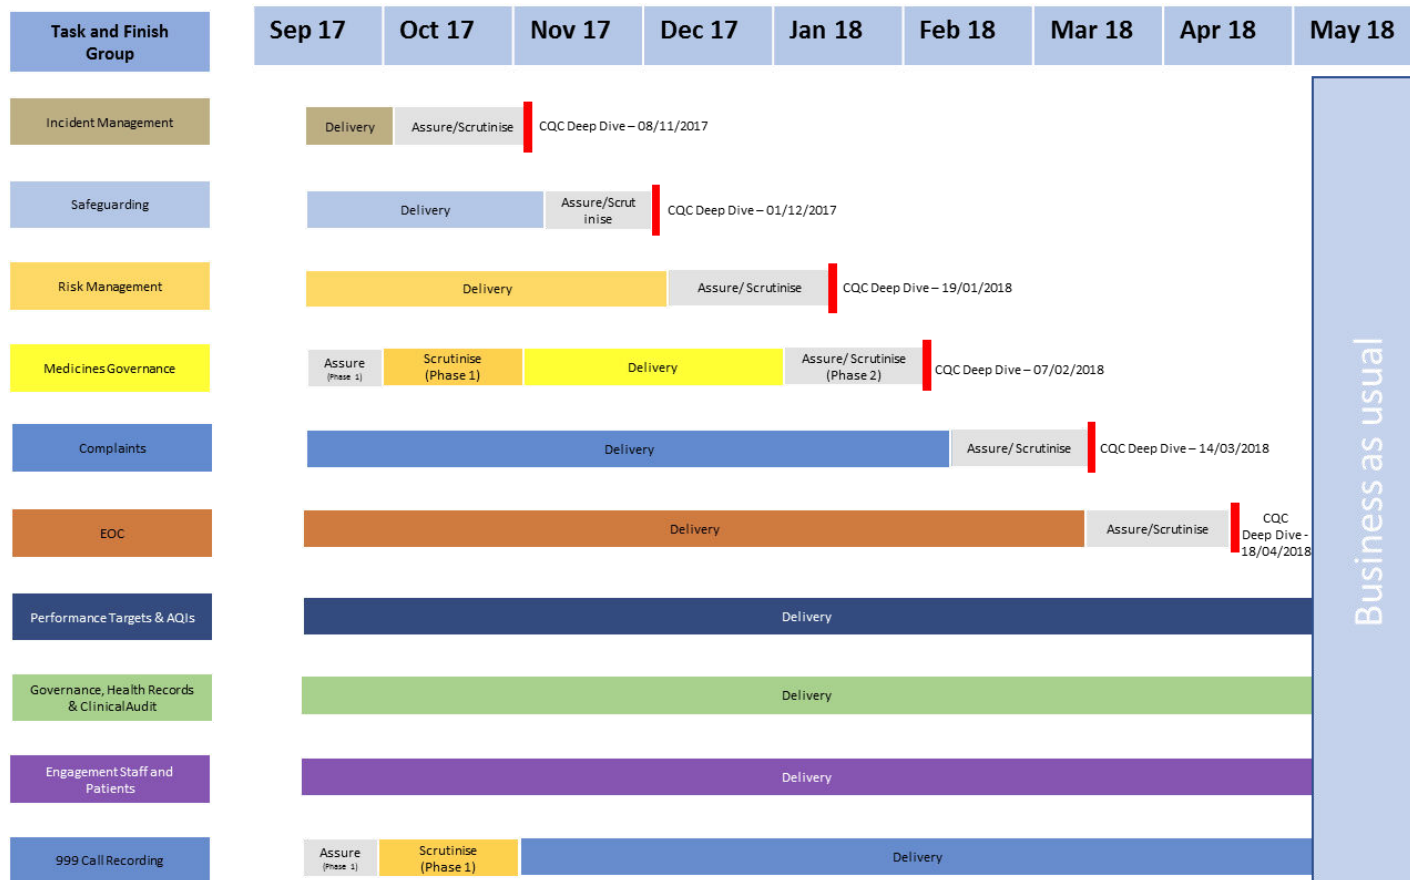 Task and Finish
Group
Sep 17
Oct 17
Nov 17
Dec 17
Jan 18
Feb 18
Mar 18
Apr 18
May 18
Incident Management
Delivery
Assure/Scrutinise
CQC Deep Dive – 08/11/2017
Safeguarding
Delivery
Assure/Scrut
inise
CQC Deep Dive – 01/12/2017
Risk Management
Delivery
Assure/ Scrutinise
CQC Deep Dive – 19/01/2018
Medicines Governance
Assure
(Phase 1)
Scrutinise
(Phase 1)
Delivery
Assure/ Scrutinise
(Phase 2)
CQC Deep Dive – 07/02/2018
Complaints
Delivery
Assure/ Scrutinise
CQC Deep Dive – 14/03/2018
EOC
Delivery
Assure/Scrutinise
CQC
Deep Dive -
18/04/2018
Performance Targets & AQIs
Delivery
Governance, Health Records
& Clinical Audit
Delivery
Engagement Staff and
Patients
Delivery
999 Call Recording
Assure
(Phase 1)
Scrutinise
(Phase 1)
Delivery
Business as usual